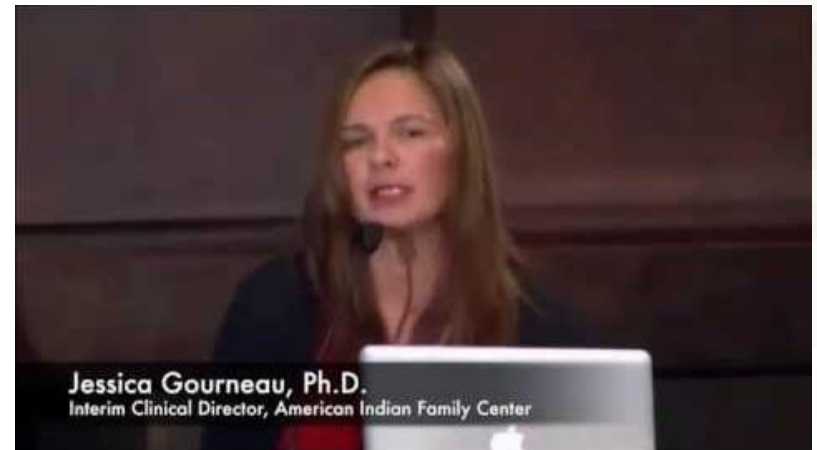 Jessica Gourneau, Ph.D.
Interim Clinical Director, American Indian Family Center